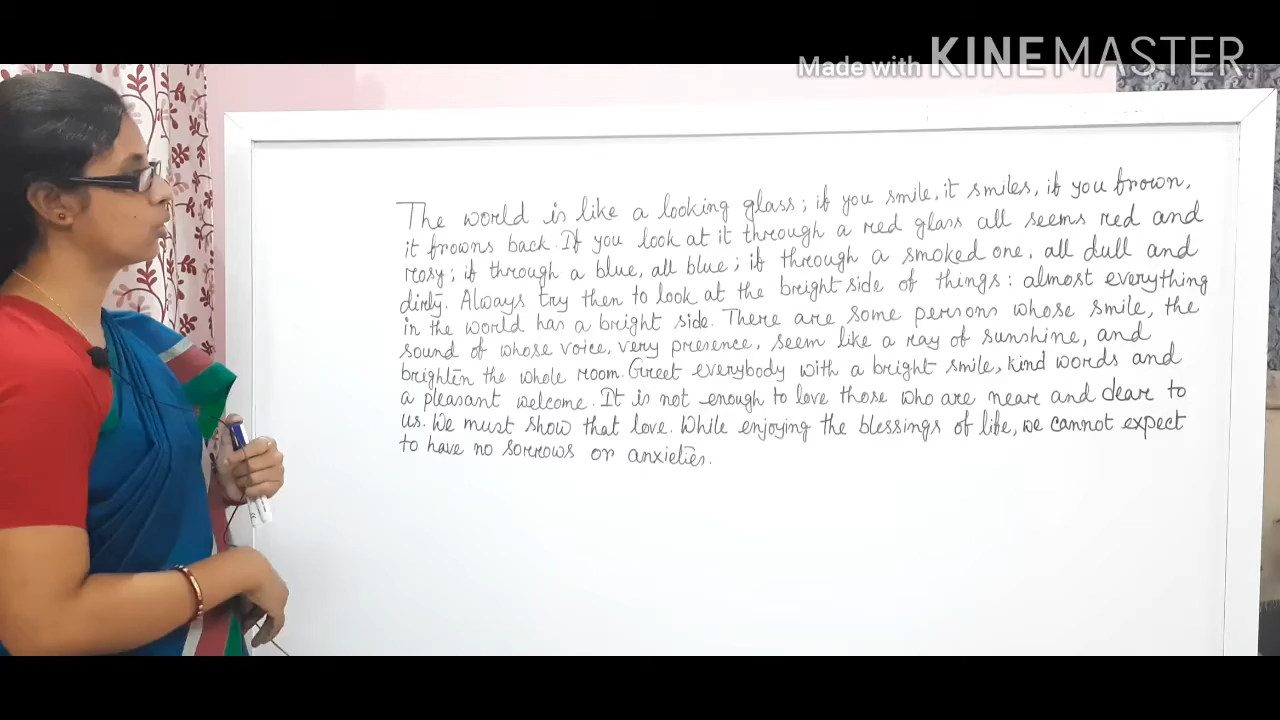 Made with KINEMASTER
The world is like a looking glass; if you smile, it smiles, if you frown,
it frowns back. If you look at it through a red glass all seems red and
rosy; if through a blue, all blue; if through a smoked one, all dull and
dirty. Always try then to look at the bright side of things: almost everything
in the world has a bright side. There are some persons whose smile, the
sound of whose voice, very presence, seem like a ray of sunshine, and
brighten the whole room. Greet everybody with a bright smile, kind words and
a pleasant welcome. It is not enough to love those who are near and dear to
us. We must show that love. While enjoying the blessings of life, we cannot expect
to have no sorrows or anxieties.